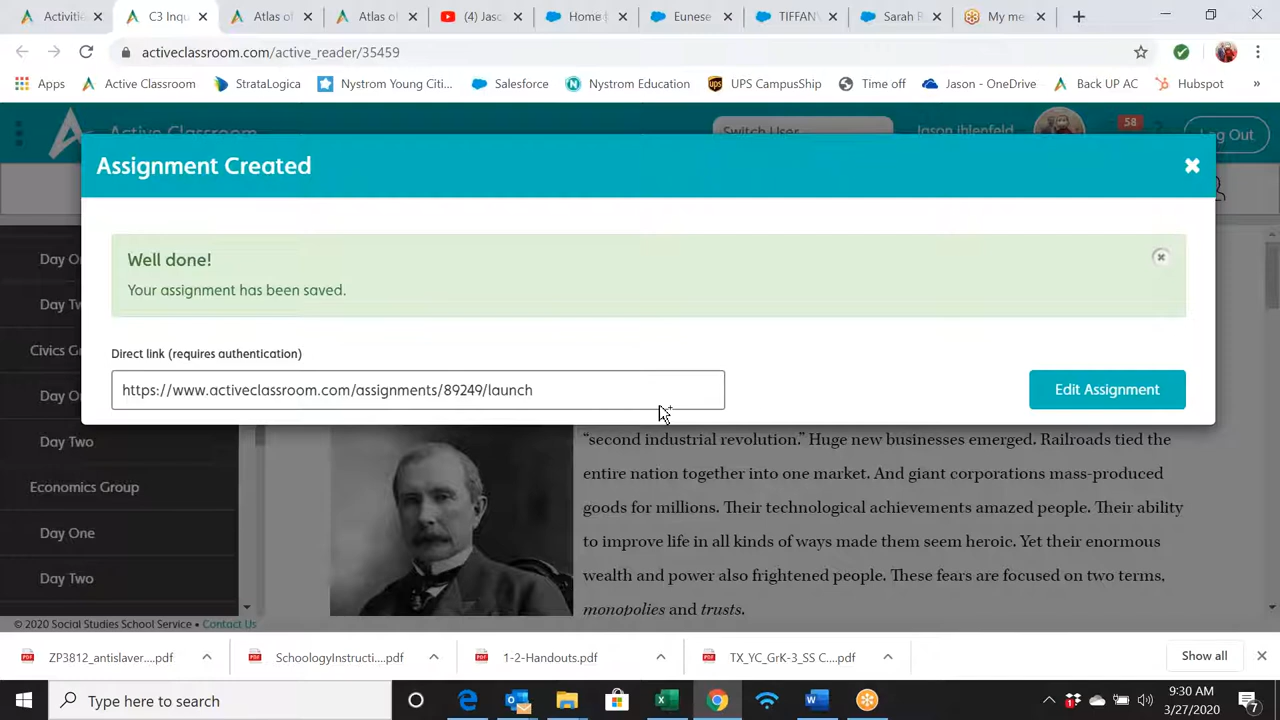 Activiti
C3 Inqu
Atlas of
Atlas of
(4) Jaso
Home |
Eunese
TIFFAN
Sarah R
My me
activeclassroom.com/active_reader/35459
Apps
Active Classroom
StrataLogica
Nystrom Young Citi...
Salesforce
Nystrom Education
UPS CampusShip
Time off
Jason - OneDrive
Back UP AC
Hubspot
»
Active Classroom
Switch User
Jason ihlenfeld
58
Log Out
Assignment Created
Well done!
Your assignment has been saved.
Direct link (requires authentication)
https://www.activeclassroom.com/assignments/89249/launch
Edit Assignment
Day On
Day Tw
Civics Gr
Day On
Day Two
Economics Group
Day One
Day Two
“second industrial revolution.” Huge new businesses emerged. Railroads tied the
entire nation together into one market. And giant corporations mass-produced
goods for millions. Their technological achievements amazed people. Their ability
to improve life in all kinds of ways made them seem heroic. Yet their enormous
wealth and power also frightened people. These fears are focused on two terms,
monopolies and trusts.
© 2020 Social Studies School Service • Contact Us
ZP3812_antislaver....pdf
SchoologyInstructi....pdf
1-2-Handouts.pdf
TX_YC_GrK-3_SS C....pdf
Show all
Type here to search
9:30 AM
3/27/2020
7